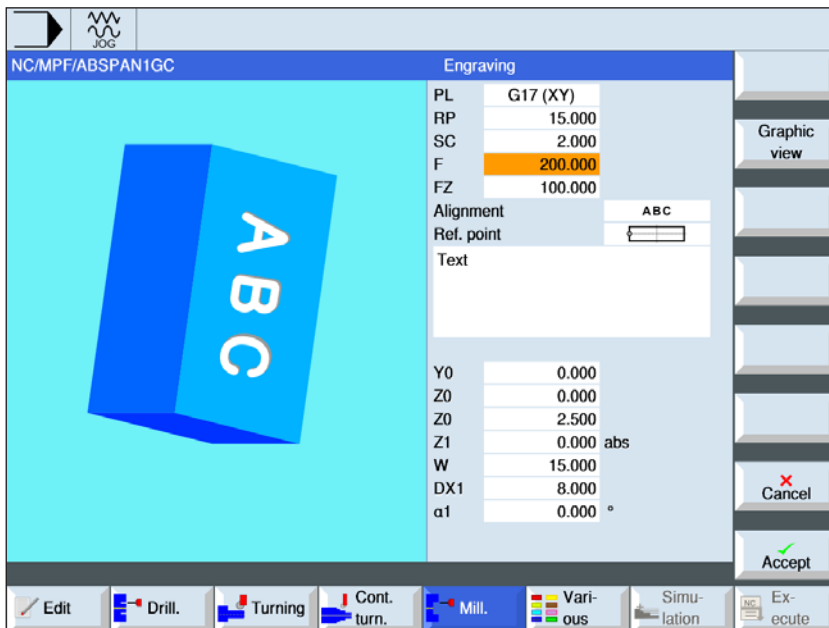 JOG
NC/MPF/ABSPAN1GC
Engraving
PL G17 (XY)
RP 15.000
SC 2.000
F 200.000
FZ 100.000
Alignment ABC
Ref. point
Text
Y0 0.000
Z0 0.000
Z0 2.500
Z1 0.000 abs
W 15.000
DX1 8.000
α1 0.000 °
A B C
Graphic
view
Cancel
Accept
Edit
Drill.
Turning
Cont.
turn.
Mill.
Vari-
ous
Simu-
lation
NC
Ex-
ecute